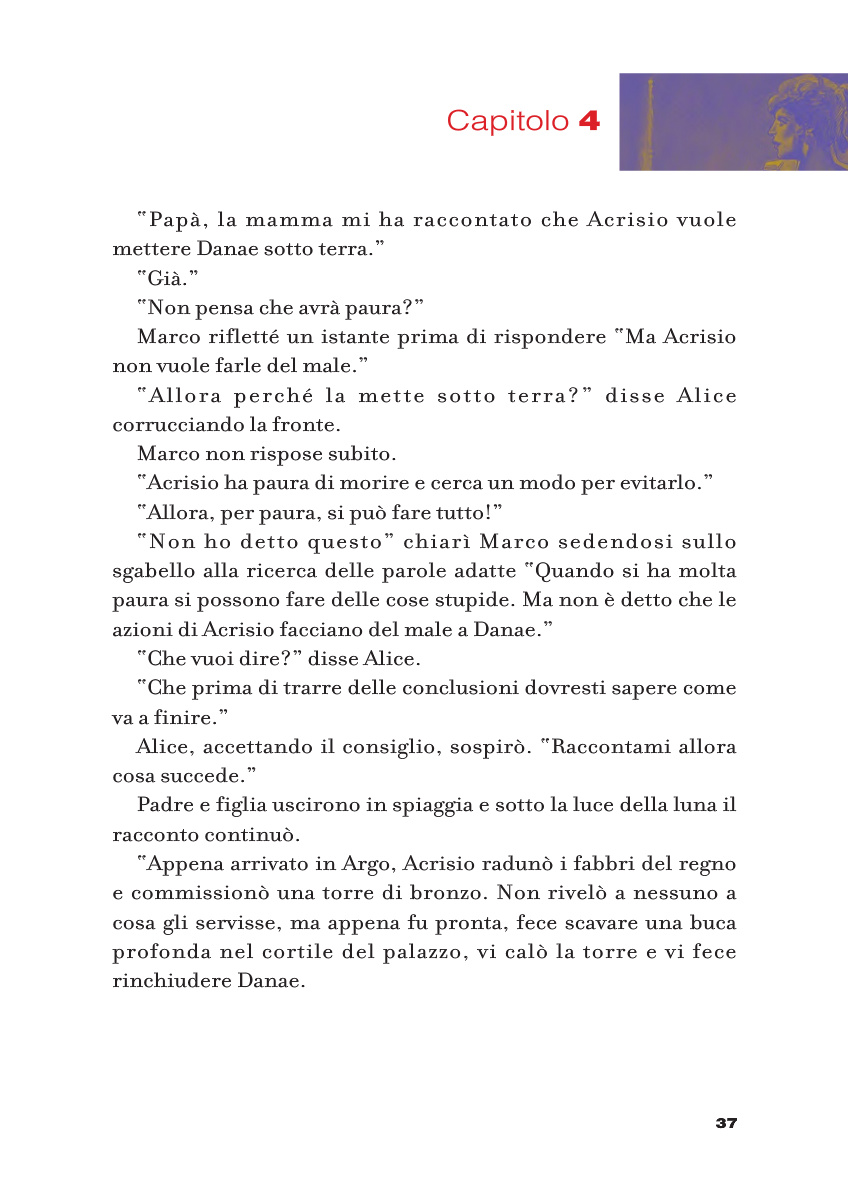 Capitolo 4
"Papà, la mamma mi ha raccontato che Acrisio vuole
mettere Danae sotto terra."
"Già."
"Non pensa che avrà paura?"
Marco rifletté un istante prima di rispondere "Ma Acrisio
non vuole farle del male."
"Allora perché la mette sotto terra?" disse Alice
corrucciando la fronte.
Marco non rispose subito.
"Acrisio ha paura di morire e cerca un modo per evitarlo."
"Allora, per paura, si può fare tutto!"
"Non ho detto questo" chiarì Marco sedendosi sullo
sgabello alla ricerca delle parole adatte "Quando si ha molta
paura si possono fare delle cose stupide. Ma non è detto che le
azioni di Acrisio facciano del male a Danae."
"Che vuoi dire?" disse Alice.
"Che prima di trarre delle conclusioni dovresti sapere come
va a finire."
Alice, accettando il consiglio, sospirò. "Raccontami allora
cosa succede."
Padre e figlia uscirono in spiaggia e sotto la luce della luna il
racconto continuò.
"Appena arrivato in Argo, Acrisio radunò i fabbri del regno
e commissionò una torre di bronzo. Non rivelò a nessuno a
cosa gli servisse, ma appena fu pronta, fece scavare una buca
profonda nel cortile del palazzo, vi calò la torre e vi fece
rinchiudere Danae.
37